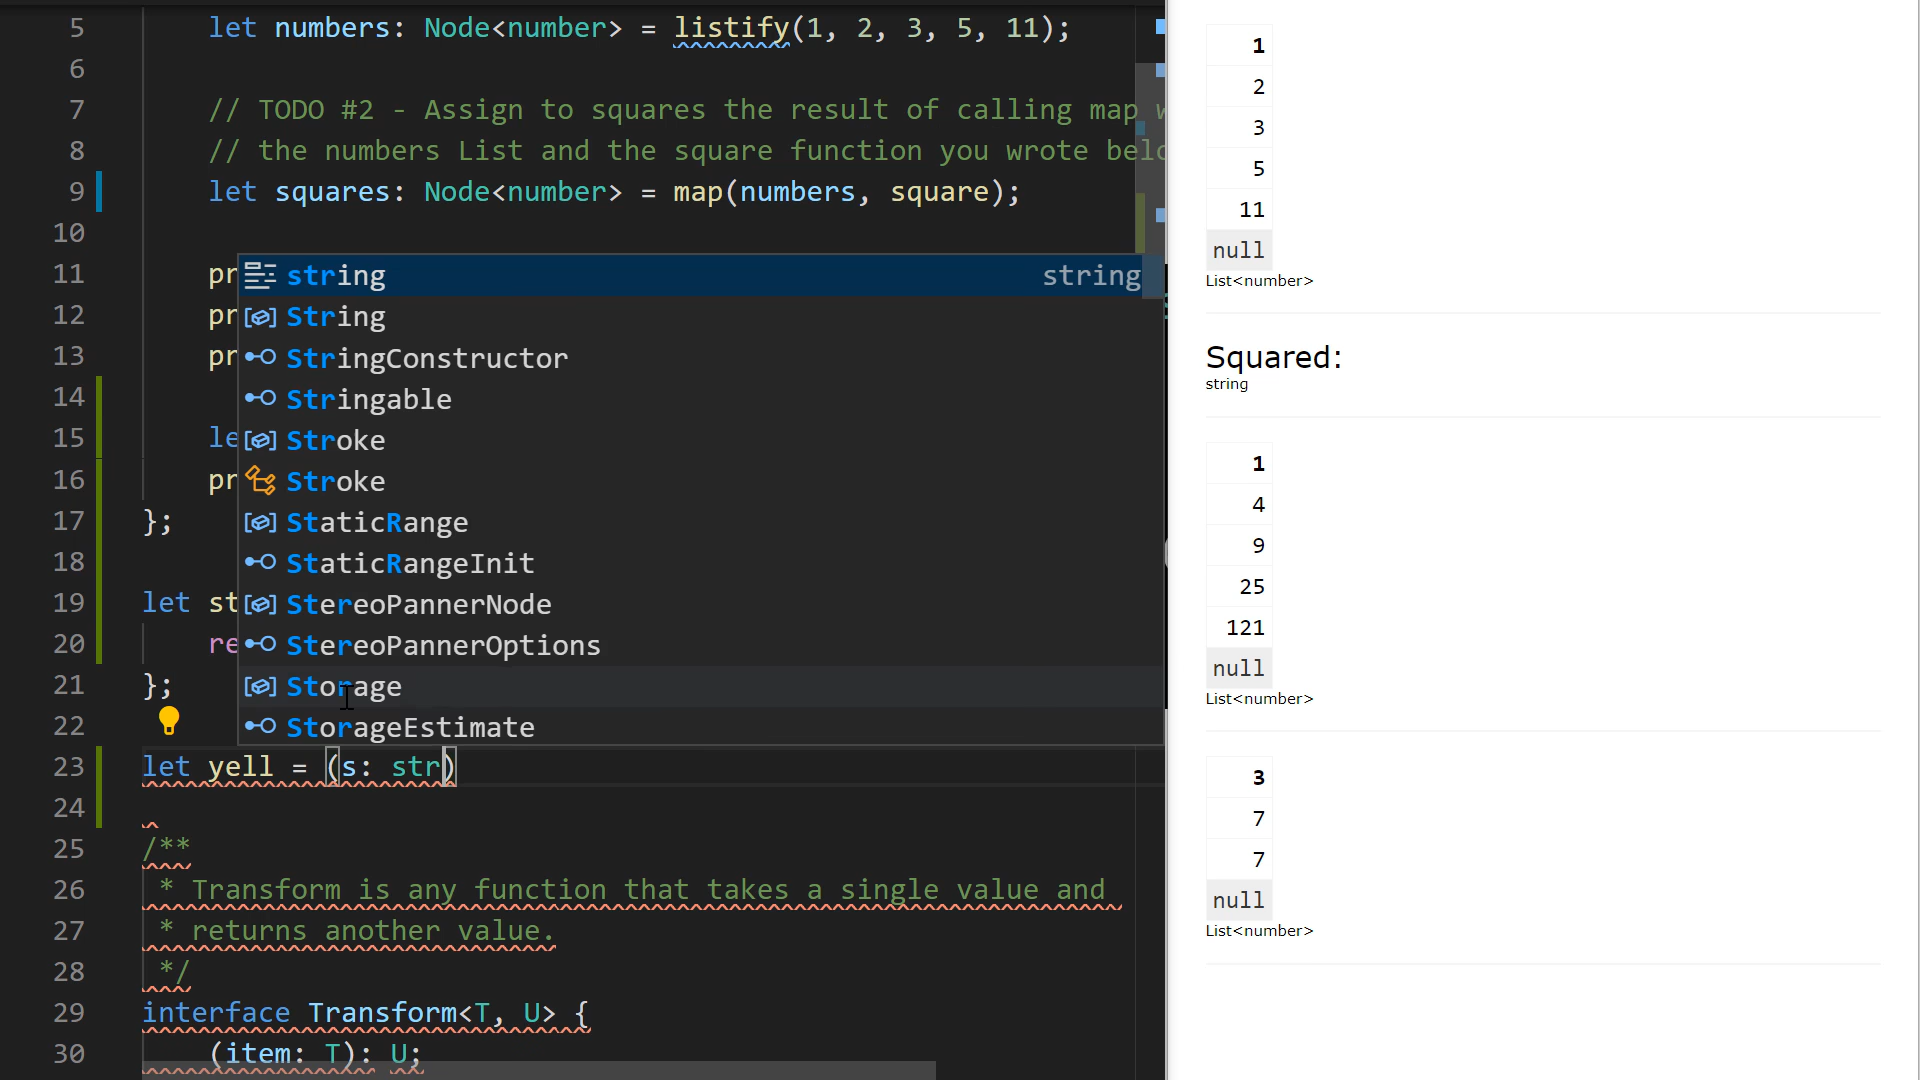 5 let numbers: Node<number> = listify(1, 2, 3, 5, 11);
6
7 // TODO #2 - Assign to squares the result of calling map w
8 // the numbers List and the square function you wrote belo
9 let squares: Node<number> = map(numbers, square);
10
11 pr
12 pr
13 pr
14
15 le
16 pr
17 };
18
19 let st
20 re
21 };
22
23 let yell = (s: str)
24
25 /**
26 * Transform is any function that takes a single value and
27 * returns another value.
28 */
29 interface Transform<T, U> {
30 (item: T): U;
string string
String
StringConstructor
Stringable
Stroke
Stroke
StaticRange
StaticRangeInit
StereoPannerNode
StereoPannerOptions
Storage
StorageEstimate
1
2
3
5
11
null
List<number>
Squared:
string
1
4
9
25
121
null
List<number>
3
7
7
null
List<number>